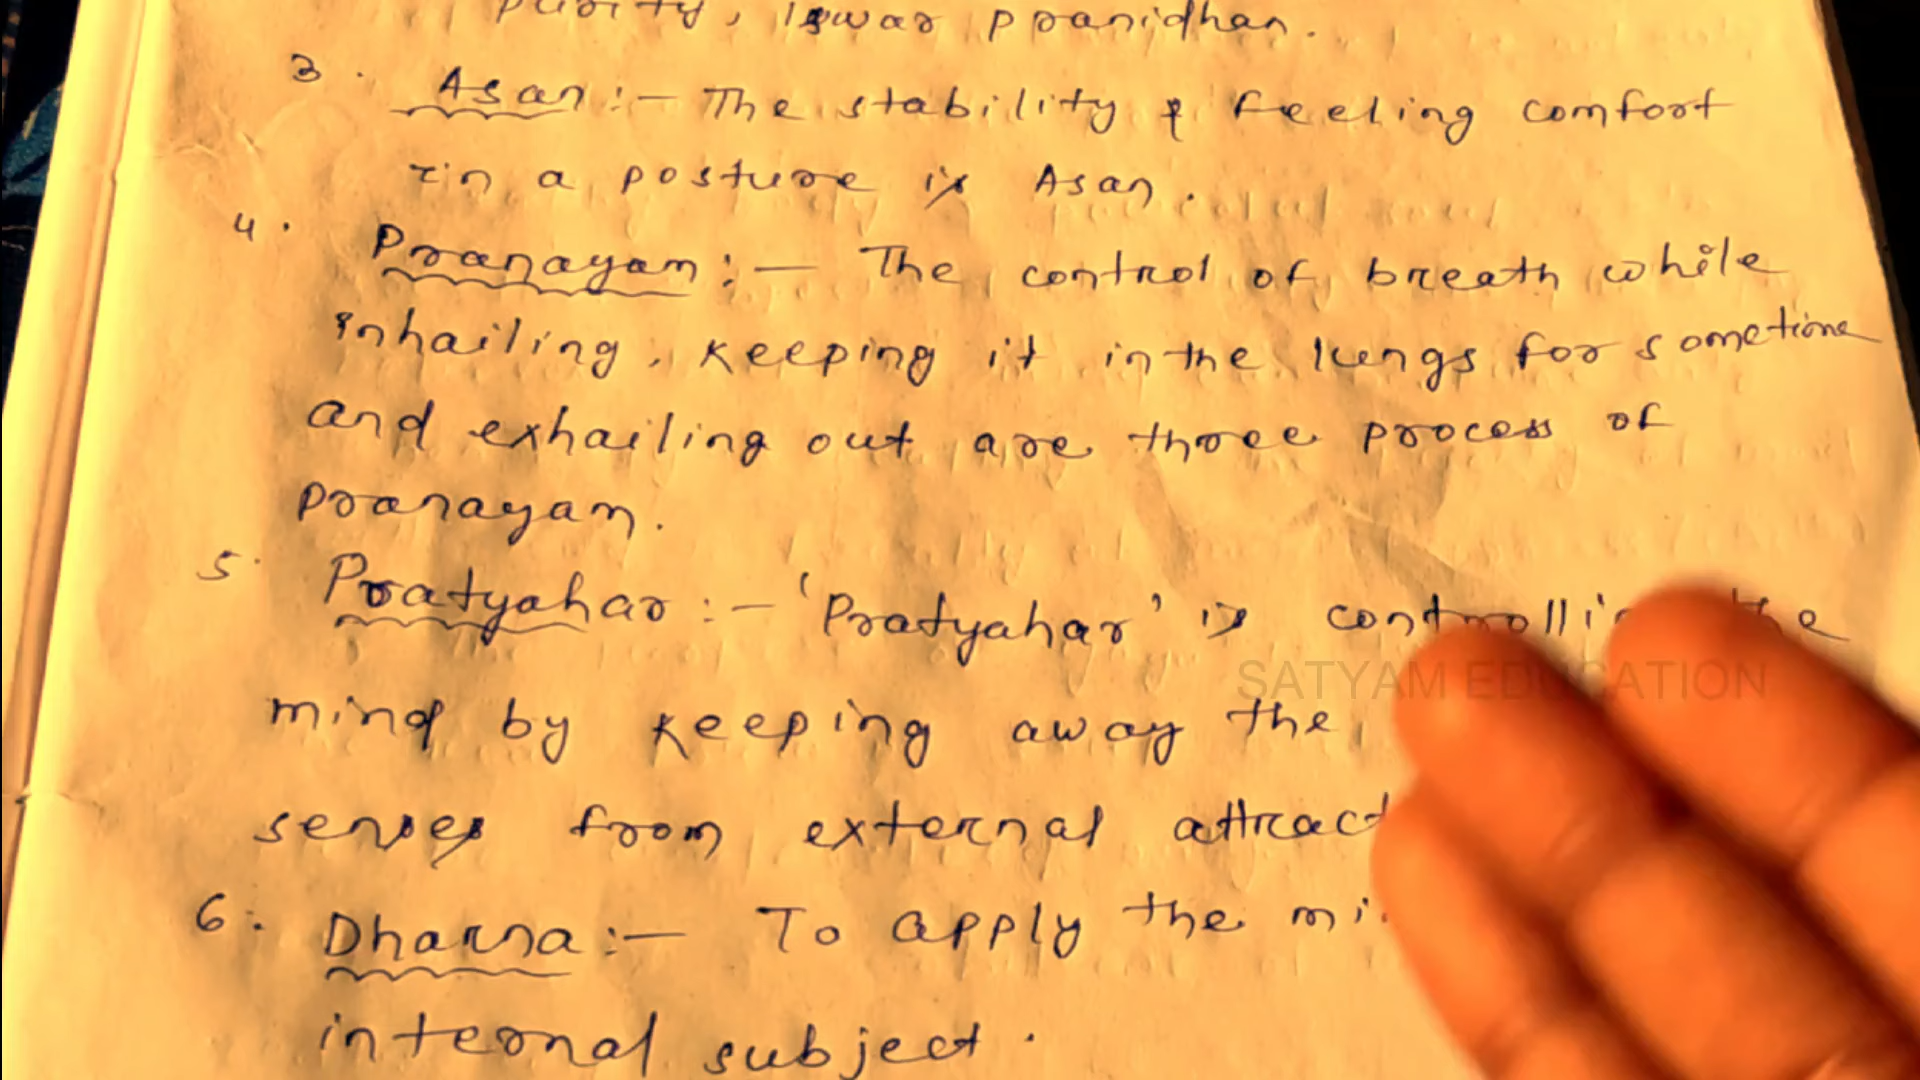 purity, Iswar pranidhan.
3. Asan:- The stability & feeling comfort
in a posture is Asan.
4. Pranayam:- The control of breath while
inhailing, keeping it in the lungs for sometime
and exhailing out are three process of
pranayam.
5. Pratyahar:- 'Pratyahar' is the
mind by keeping away the
senses from external
6. Dharna:- To apply the
internal subject.
SATYAM EDUCATION